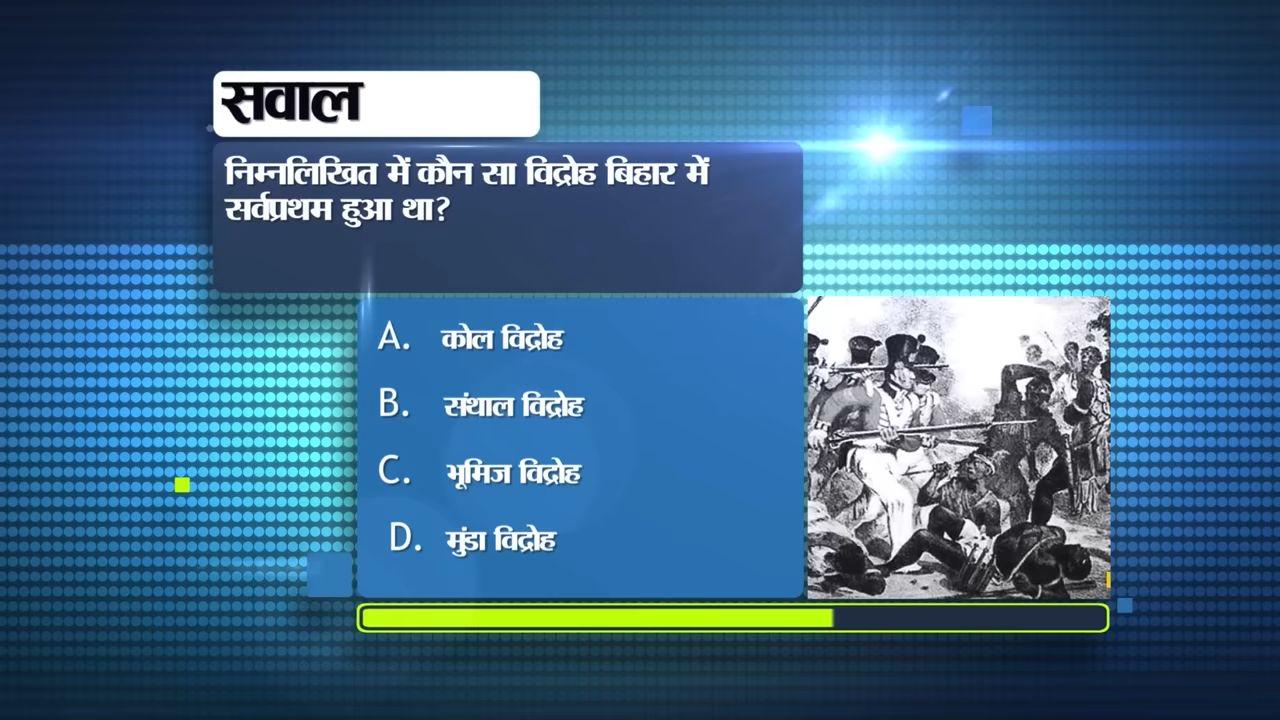 सवाल
निम्नलिखित में कौन सा विद्रोह बिहार में
सर्वप्रथम हुआ था?
A. कोल विद्रोह
B. संथाल विद्रोह
C. भूमिज विद्रोह
D. मुंडा विद्रोह